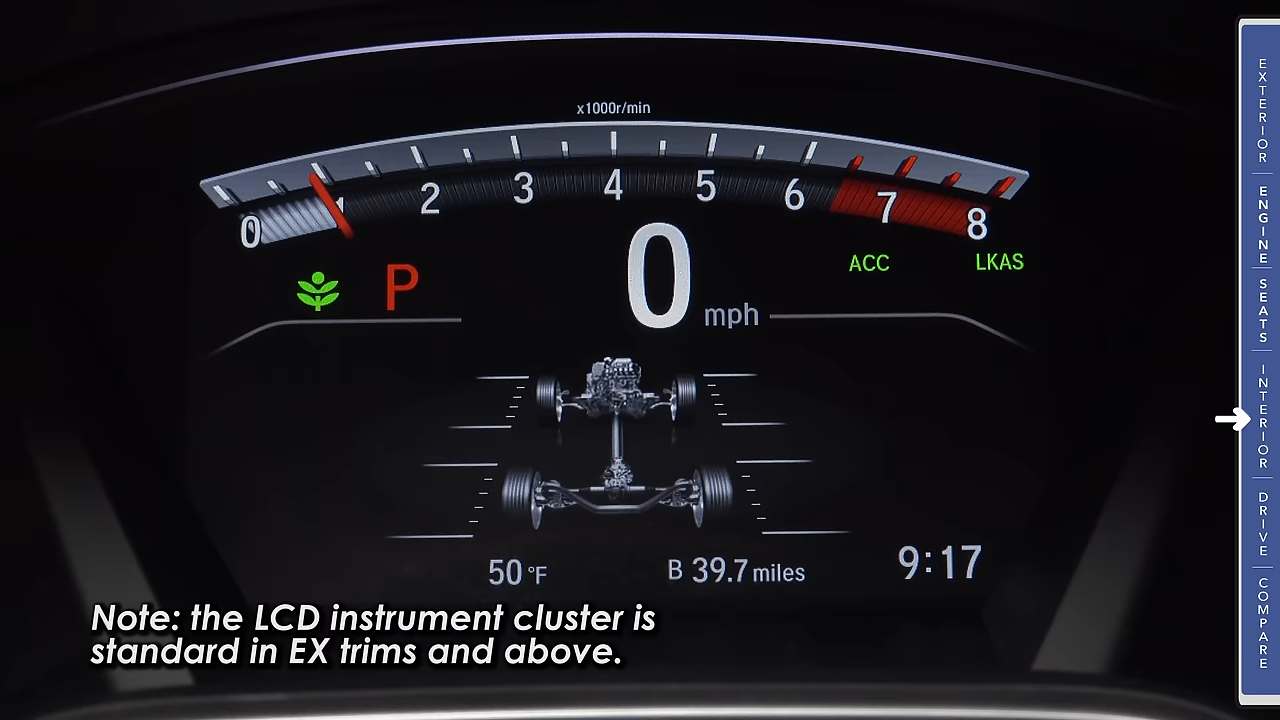 x1000r/min
0 1 2 3 4 5 6 7 8
P
0 mph
ACC
LKAS
50 °F
B 39.7 miles
9:17
Note: the LCD instrument cluster is
standard in EX trims and above.
EXTERIOR
ENGINE
SEATS
INTERIOR
DRIVE
COMPARE